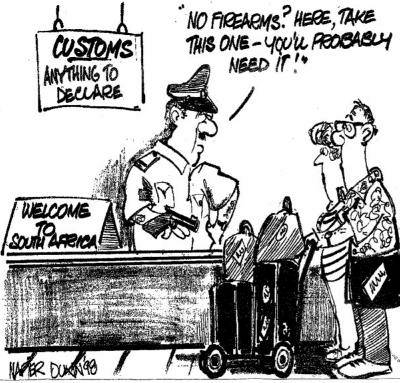 CUSTOMS
ANYTHING TO
DECLARE
"NO FIREARMS? HERE, TAKE
THIS ONE - YOU'LL PROBABLY
NEED IT!"
WELCOME
TO
SOUTH AFRICA
NAPIER DUNN 98